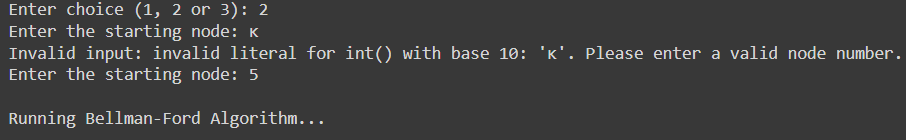 Enter choice (1, 2 or 3): 2
Enter the starting node: κ
Invalid input: invalid literal for int() with base 10: 'κ'. Please enter a valid node number.
Enter the starting node: 5
Running Bellman-Ford Algorithm...